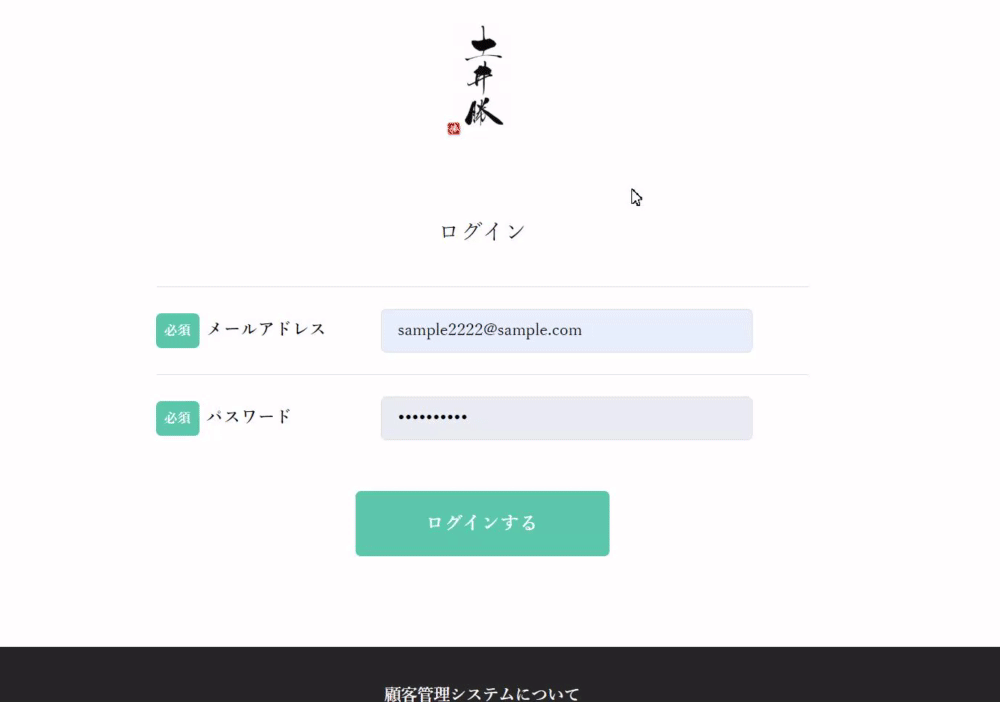 土井勝
ログイン
必須 メールアドレス sample2222@sample.com
必須 パスワード ••••••••••
ログインする
顧客管理システムについて